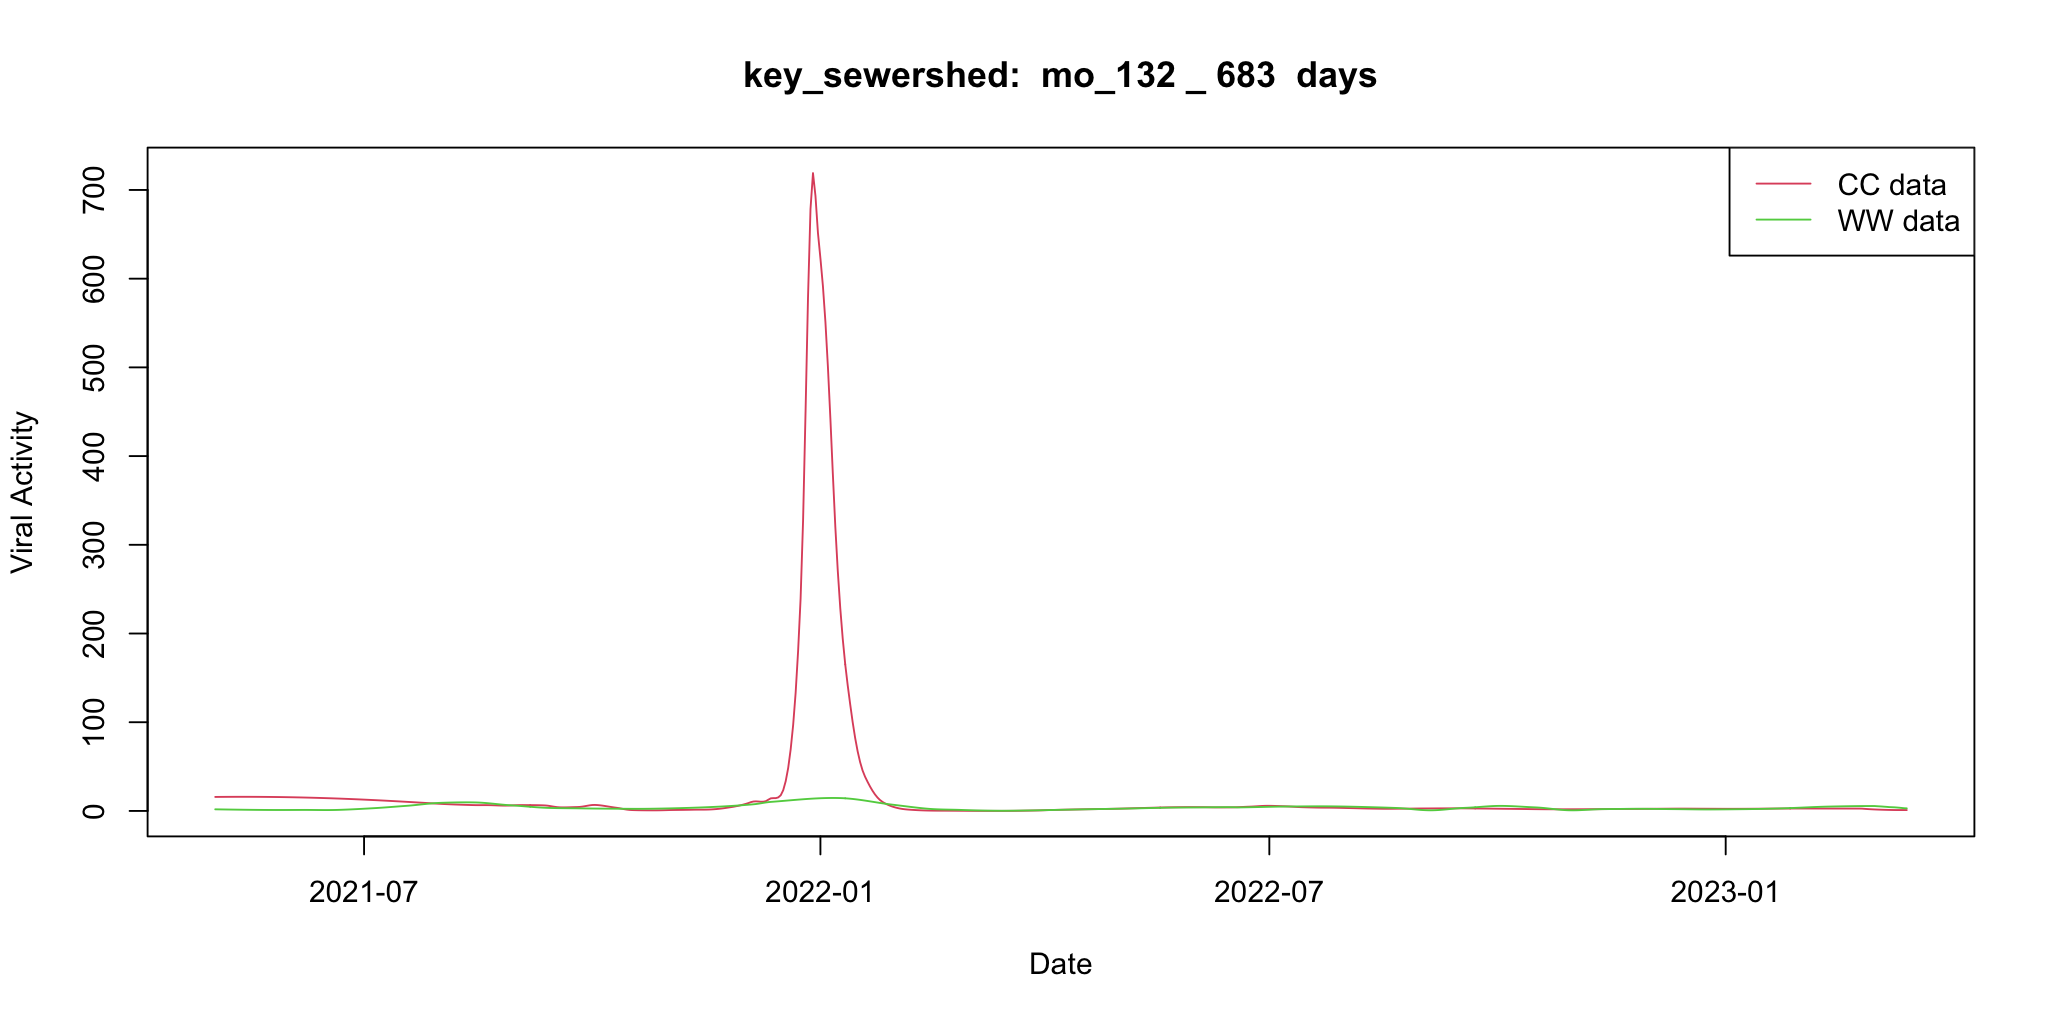 key_sewershed:  mo_132 _ 683  days
CC data
WW data
Viral Activity
700
600
500
400
300
200
100
0
2021-07
2022-01
2022-07
2023-01
Date